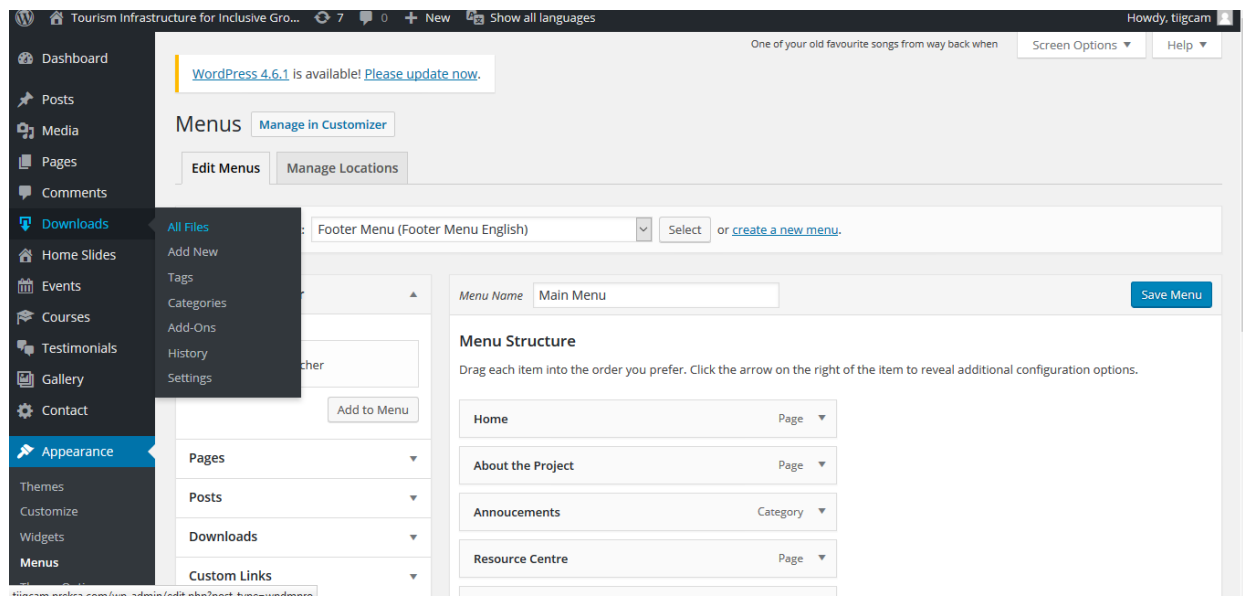 Tourism Infrastructure for Inclusive Gro... 7 0 + New Show all languages Howdy, tiigcam
One of your old favourite songs from way back when Screen Options ▼ Help ▼
Dashboard
Posts
Media
Pages
Comments
Downloads
Home Slides
Events
Courses
Testimonials
Gallery
Contact
Appearance
Themes
Customize
Widgets
Menus
All Files
Add New
Tags
Categories
Add-Ons
History
Settings
WordPress 4.6.1 is available! Please update now.
Menus Manage in Customizer
Edit Menus Manage Locations
: Footer Menu (Footer Menu English) Select or create a new menu.
cher
Add to Menu
Pages
Posts
Downloads
Custom Links
Menu Name Main Menu Save Menu
Menu Structure
Drag each item into the order you prefer. Click the arrow on the right of the item to reveal additional configuration options.
Home Page ▼
About the Project Page ▼
Annoucements Category ▼
Resource Centre Page ▼